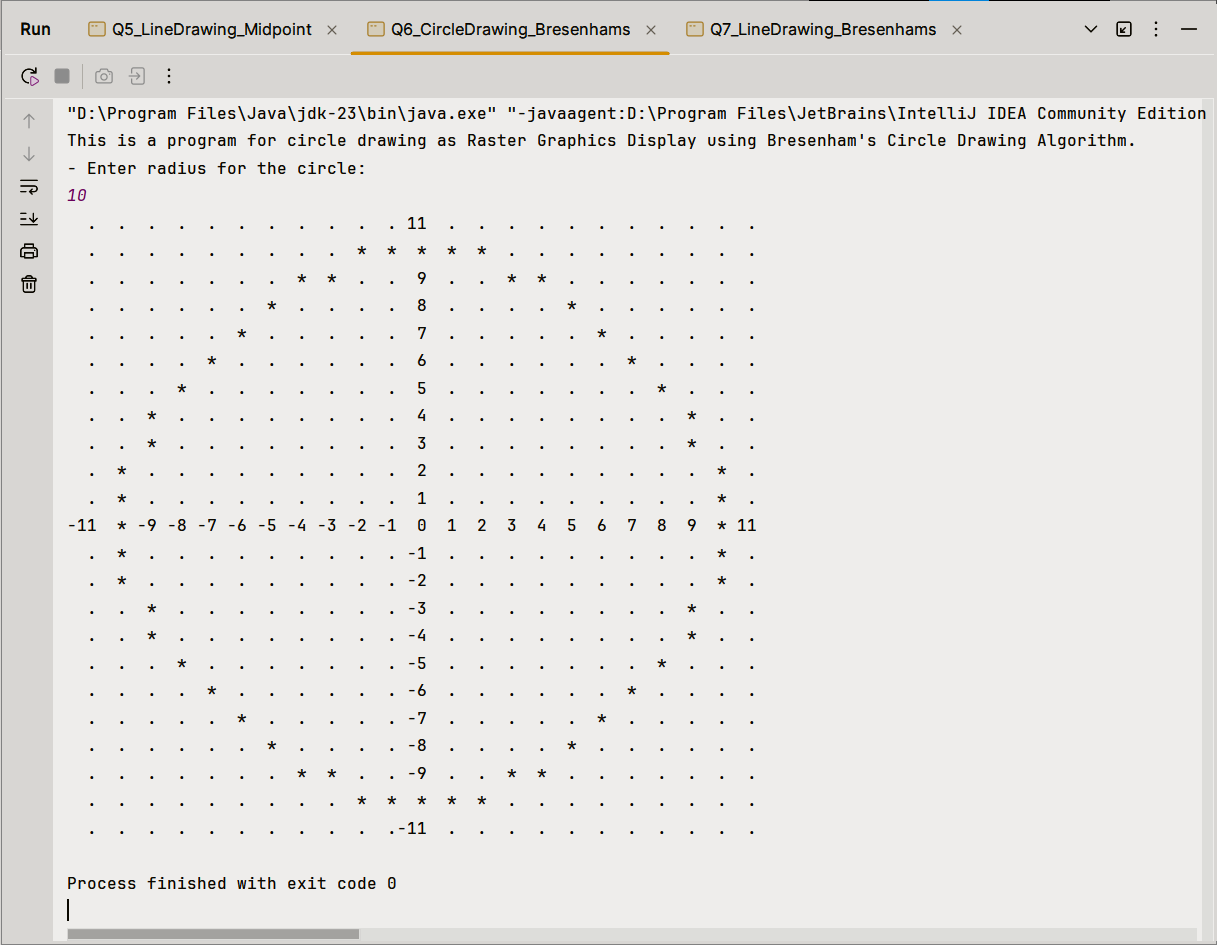 Run Q5_LineDrawing_Midpoint Q6_CircleDrawing_Bresenhams Q7_LineDrawing_Bresenhams
"D:\Program Files\Java\jdk-23\bin\java.exe" "-javaagent:D:\Program Files\JetBrains\IntelliJ IDEA Community Edition
This is a program for circle drawing as Raster Graphics Display using Bresenham's Circle Drawing Algorithm.
- Enter radius for the circle:
10
  .  .  .  .  .  .  .  .  .  .  . 11  .  .  .  .  .  .  .  .  .  .  .
  .  .  .  .  .  .  .  .  .  *  *  *  *  *  .  .  .  .  .  .  .  .  .
  .  .  .  .  .  .  .  *  *  .  .  9  .  .  *  *  .  .  .  .  .  .  .
  .  .  .  .  .  .  *  .  .  .  .  8  .  .  .  .  *  .  .  .  .  .  .
  .  .  .  .  .  *  .  .  .  .  .  7  .  .  .  .  .  *  .  .  .  .  .
  .  .  .  .  *  .  .  .  .  .  .  6  .  .  .  .  .  .  *  .  .  .  .
  .  .  .  *  .  .  .  .  .  .  .  5  .  .  .  .  .  .  .  *  .  .  .
  .  .  *  .  .  .  .  .  .  .  .  4  .  .  .  .  .  .  .  .  *  .  .
  .  .  *  .  .  .  .  .  .  .  .  3  .  .  .  .  .  .  .  .  *  .  .
  .  *  .  .  .  .  .  .  .  .  .  2  .  .  .  .  .  .  .  .  .  *  .
  .  *  .  .  .  .  .  .  .  .  .  1  .  .  .  .  .  .  .  .  .  *  .
-11  * -9 -8 -7 -6 -5 -4 -3 -2 -1  0  1  2  3  4  5  6  7  8  9  * 11
  .  *  .  .  .  .  .  .  .  .  . -1  .  .  .  .  .  .  .  .  .  *  .
  .  *  .  .  .  .  .  .  .  .  . -2  .  .  .  .  .  .  .  .  .  *  .
  .  .  *  .  .  .  .  .  .  .  . -3  .  .  .  .  .  .  .  .  *  .  .
  .  .  *  .  .  .  .  .  .  .  . -4  .  .  .  .  .  .  .  .  *  .  .
  .  .  .  *  .  .  .  .  .  .  . -5  .  .  .  .  .  .  .  *  .  .  .
  .  .  .  .  *  .  .  .  .  .  . -6  .  .  .  .  .  .  *  .  .  .  .
  .  .  .  .  .  *  .  .  .  .  . -7  .  .  .  .  .  *  .  .  .  .  .
  .  .  .  .  .  .  *  .  .  .  . -8  .  .  .  .  *  .  .  .  .  .  .
  .  .  .  .  .  .  .  *  *  .  . -9  .  .  *  *  .  .  .  .  .  .  .
  .  .  .  .  .  .  .  .  .  *  *  *  *  *  .  .  .  .  .  .  .  .  .
  .  .  .  .  .  .  .  .  .  .  .-11  .  .  .  .  .  .  .  .  .  .  .
Process finished with exit code 0